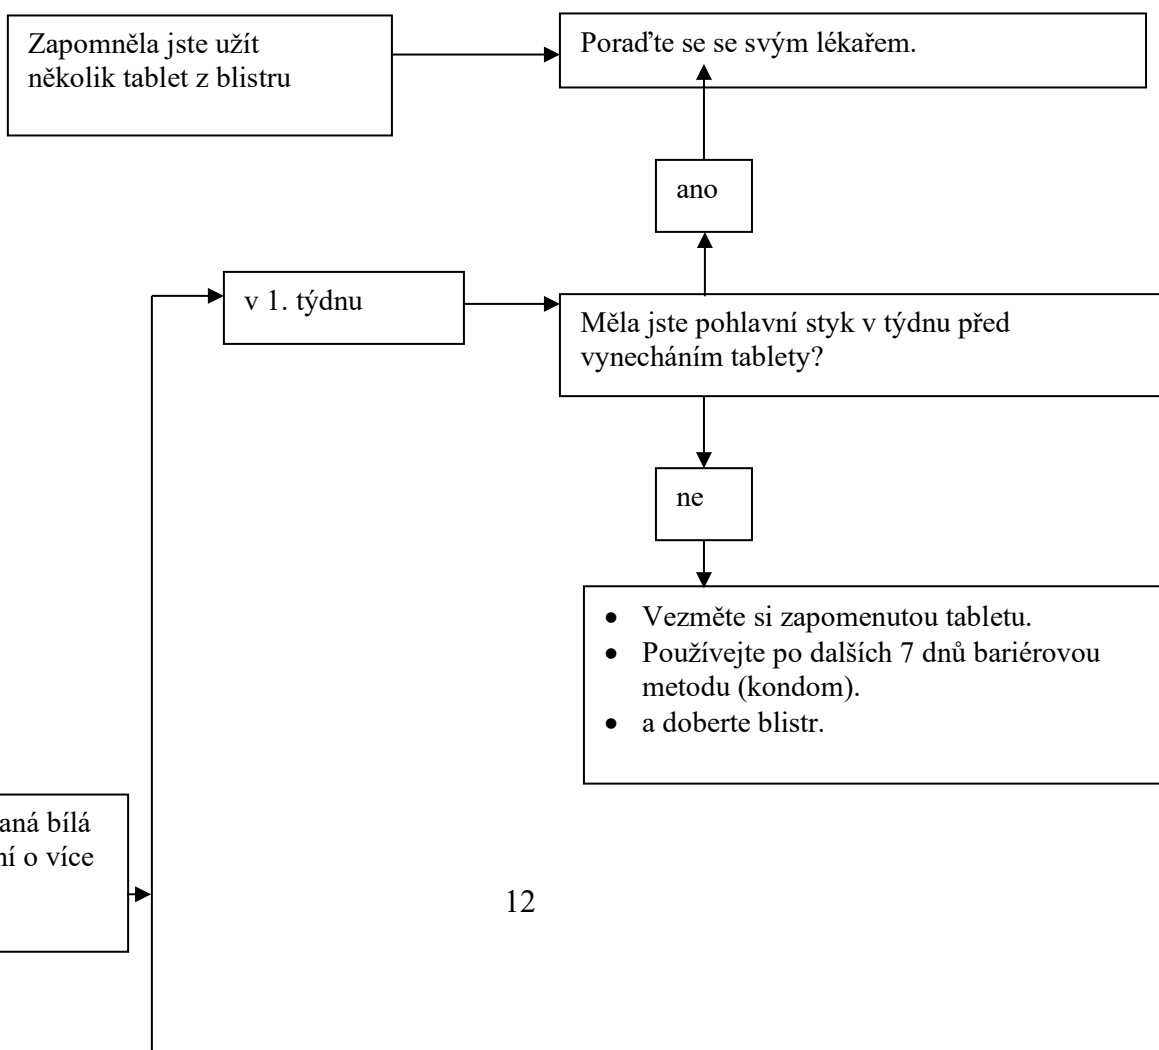 Zapomněla jste užít
několik tablet z blistru
Poraďte se se svým lékařem.
ano
v 1. týdnu
Měla jste pohlavní styk v týdnu před
vynecháním tablety?
ne
• Vezměte si zapomenutou tabletu.
• Používejte po dalších 7 dnů bariérovou
metodu (kondom).
• a doberte blistr.
aná bílá
ní o více
12